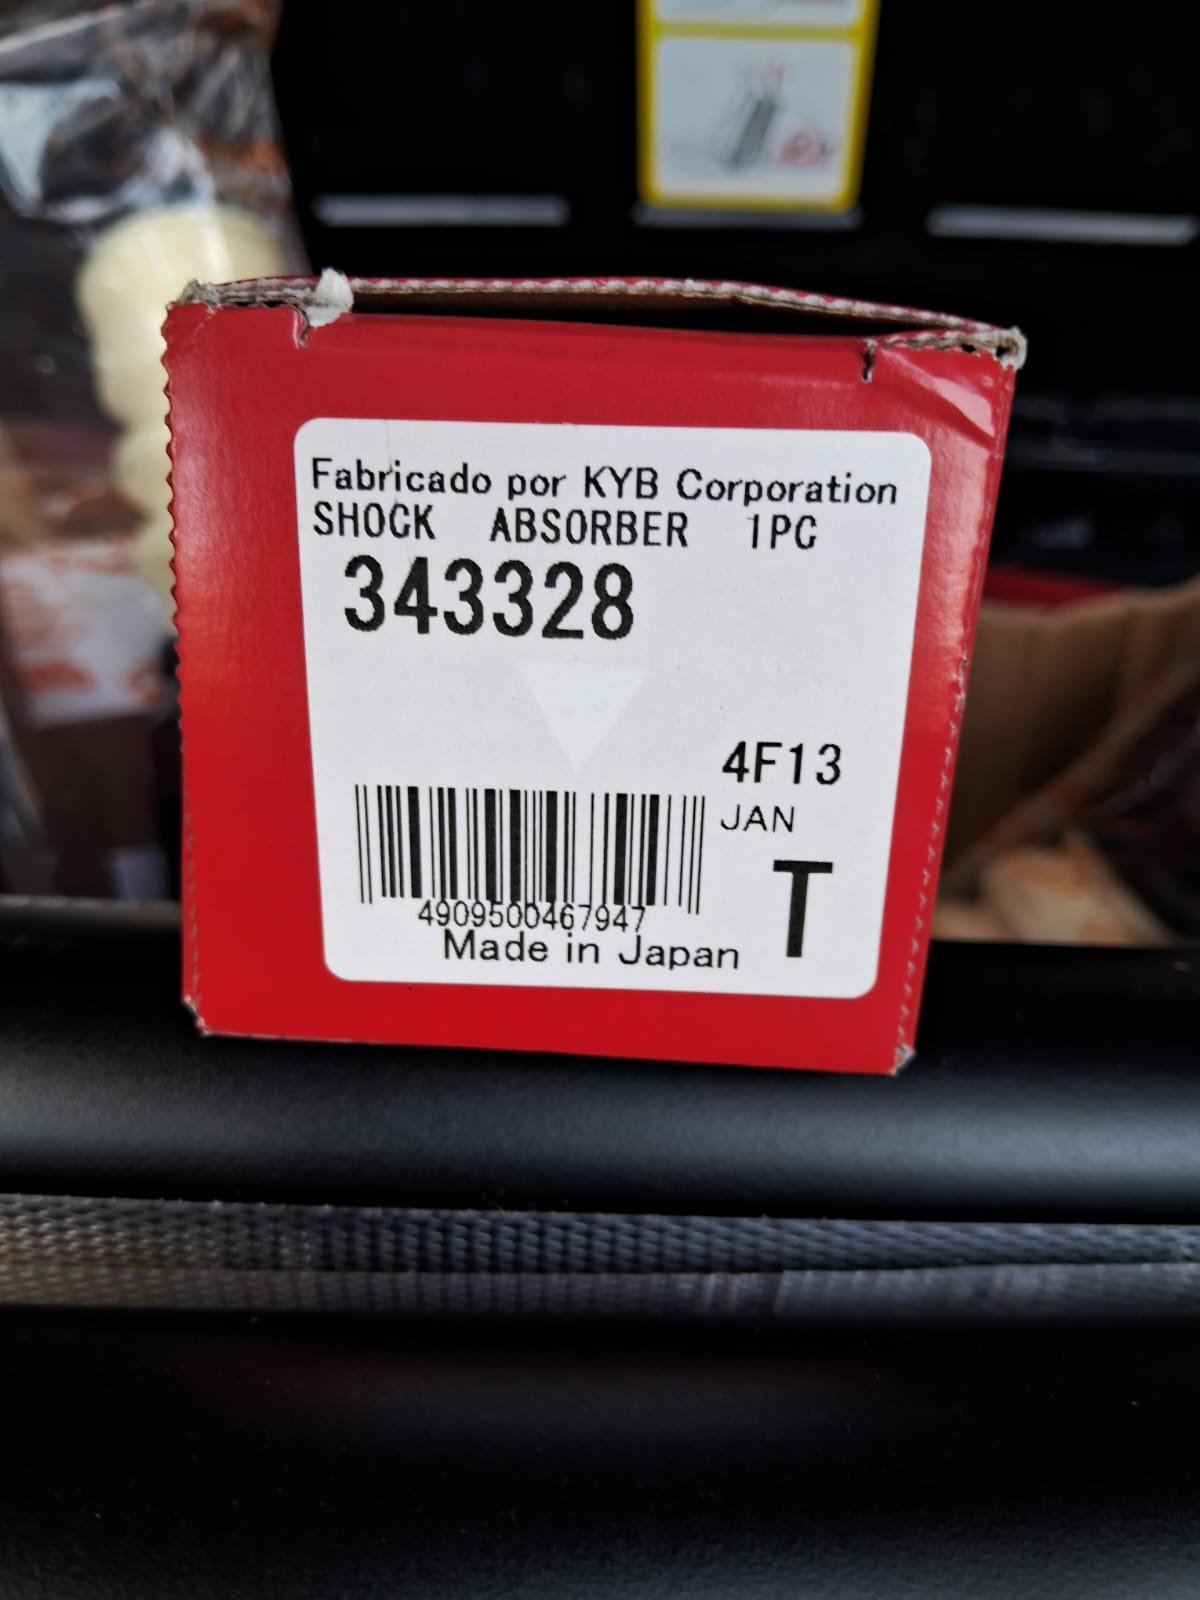 Fabricado por KYB Corporation
SHOCK ABSORBER 1PC
343328
4F13
JAN
T
4909500467947
Made in Japan